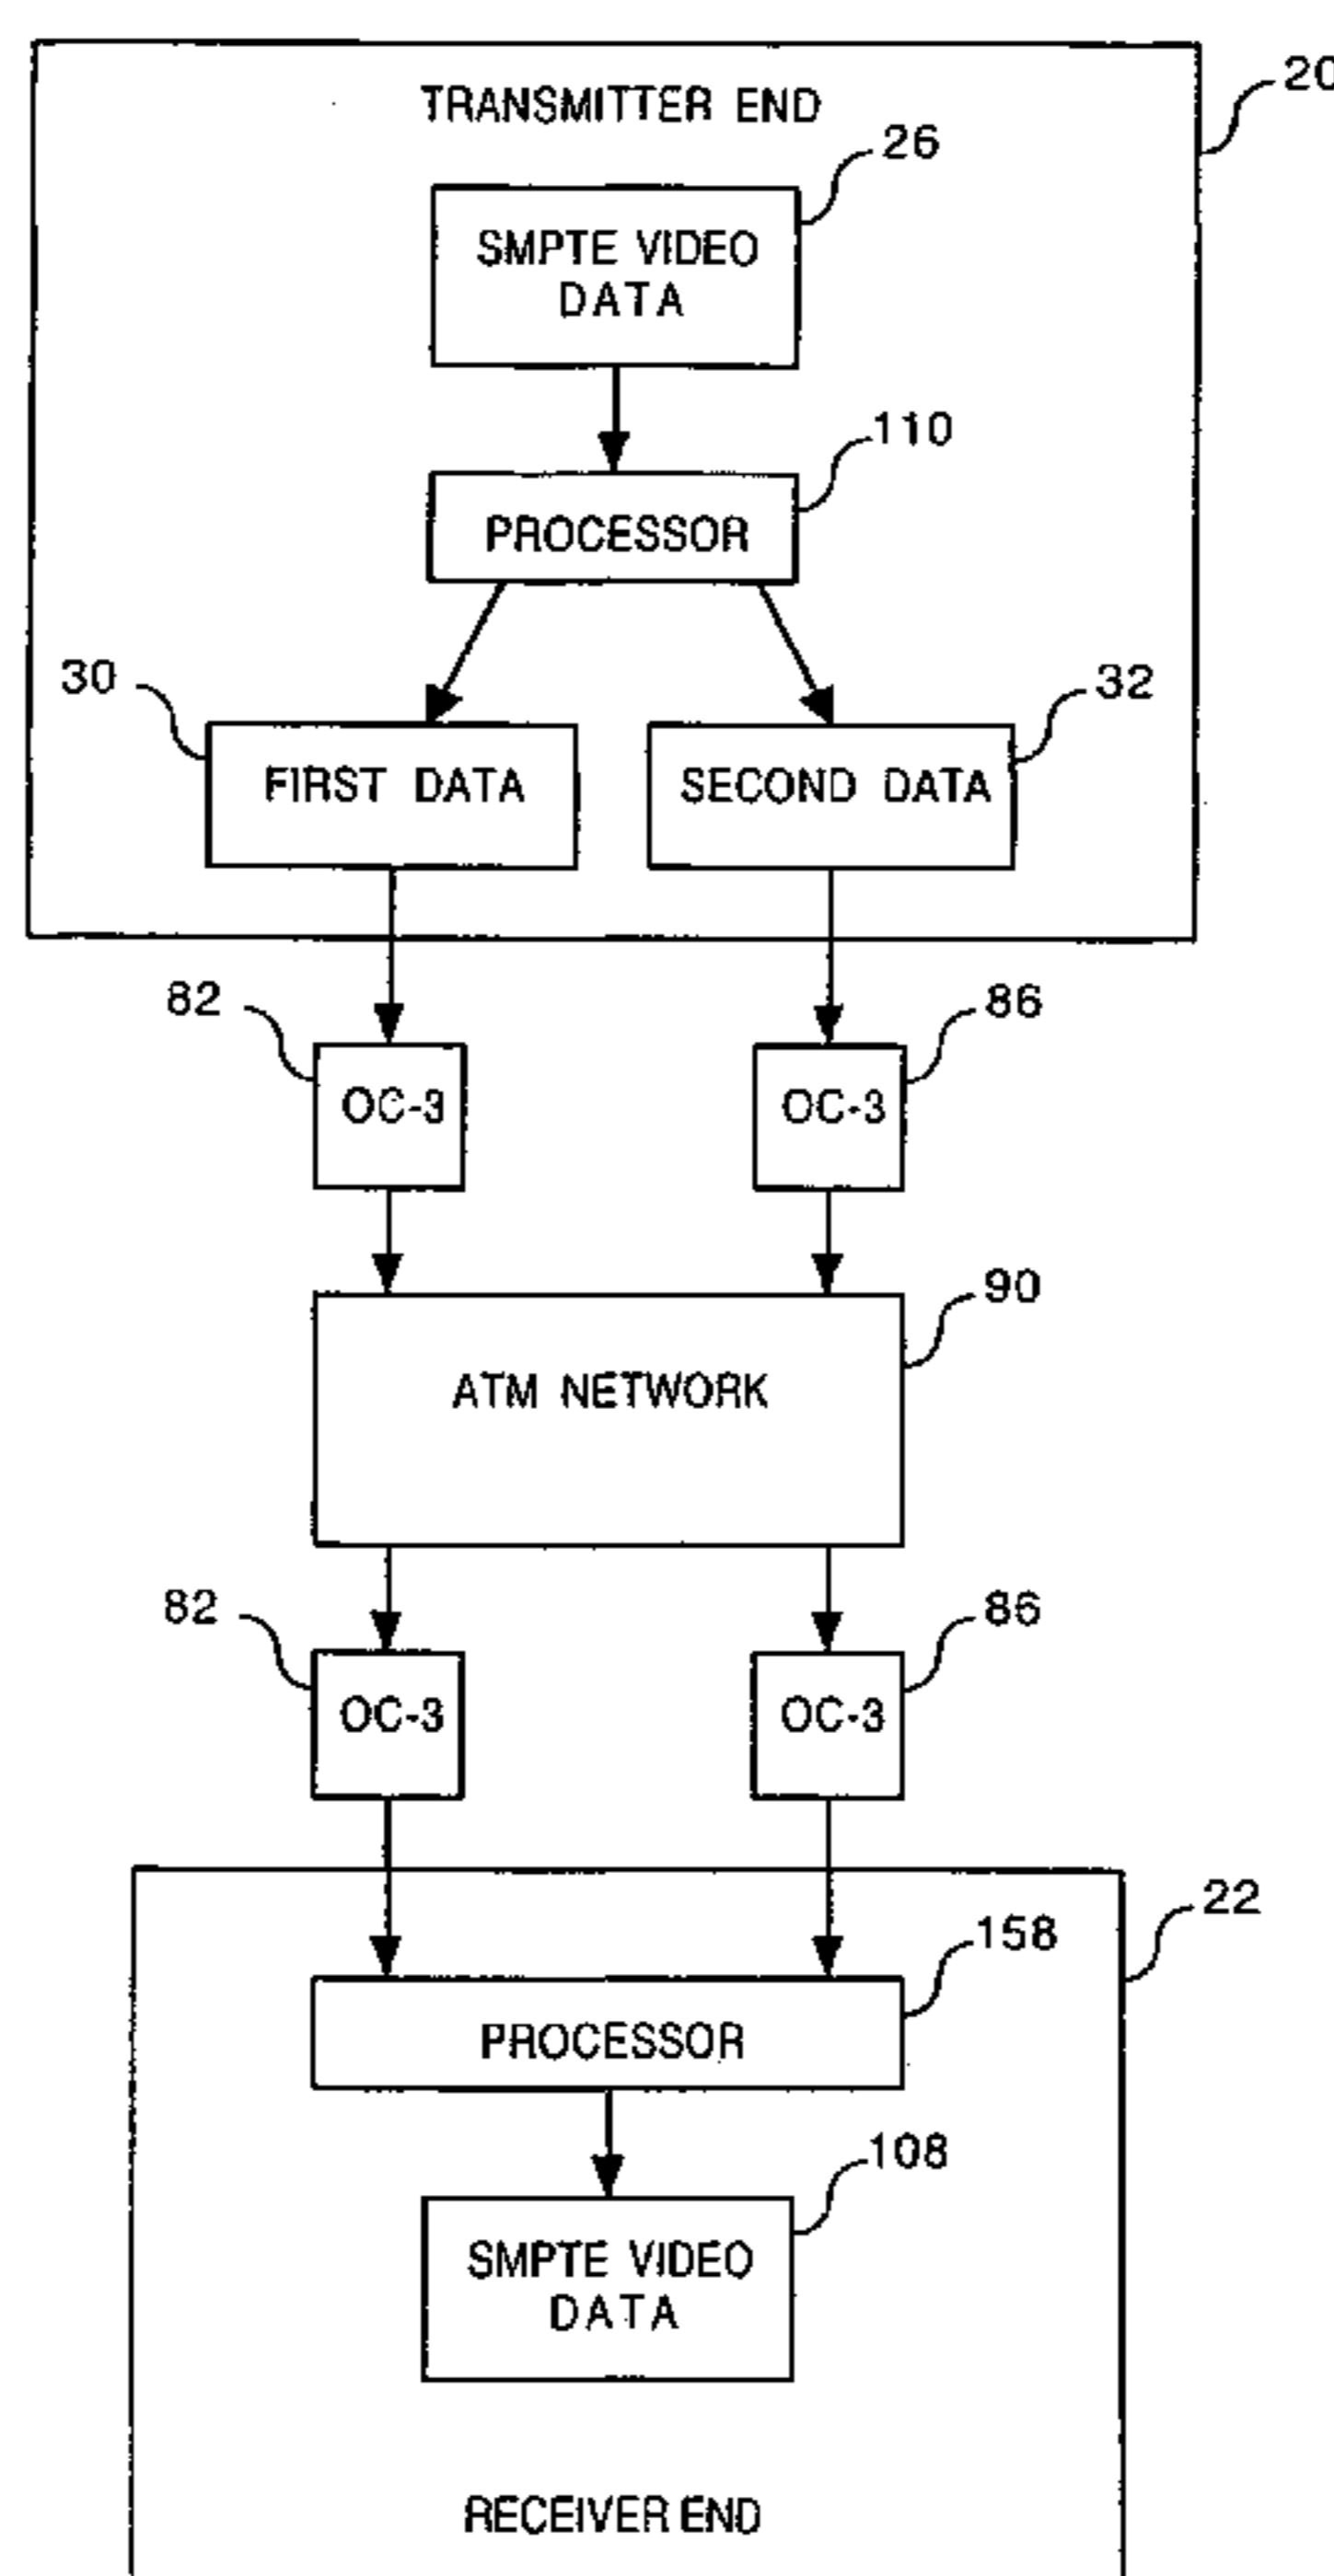 TRANSMITTER END
20
26
SMPTE VIDEO
DATA
110
PROCESSOR
30
32
FIRST DATA
SECOND DATA
82
86
OC-3
OC-3
90
ATM NETWORK
82
86
OC-3
OC-3
22
158
PROCESSOR
108
SMPTE VIDEO
DATA
RECEIVER END